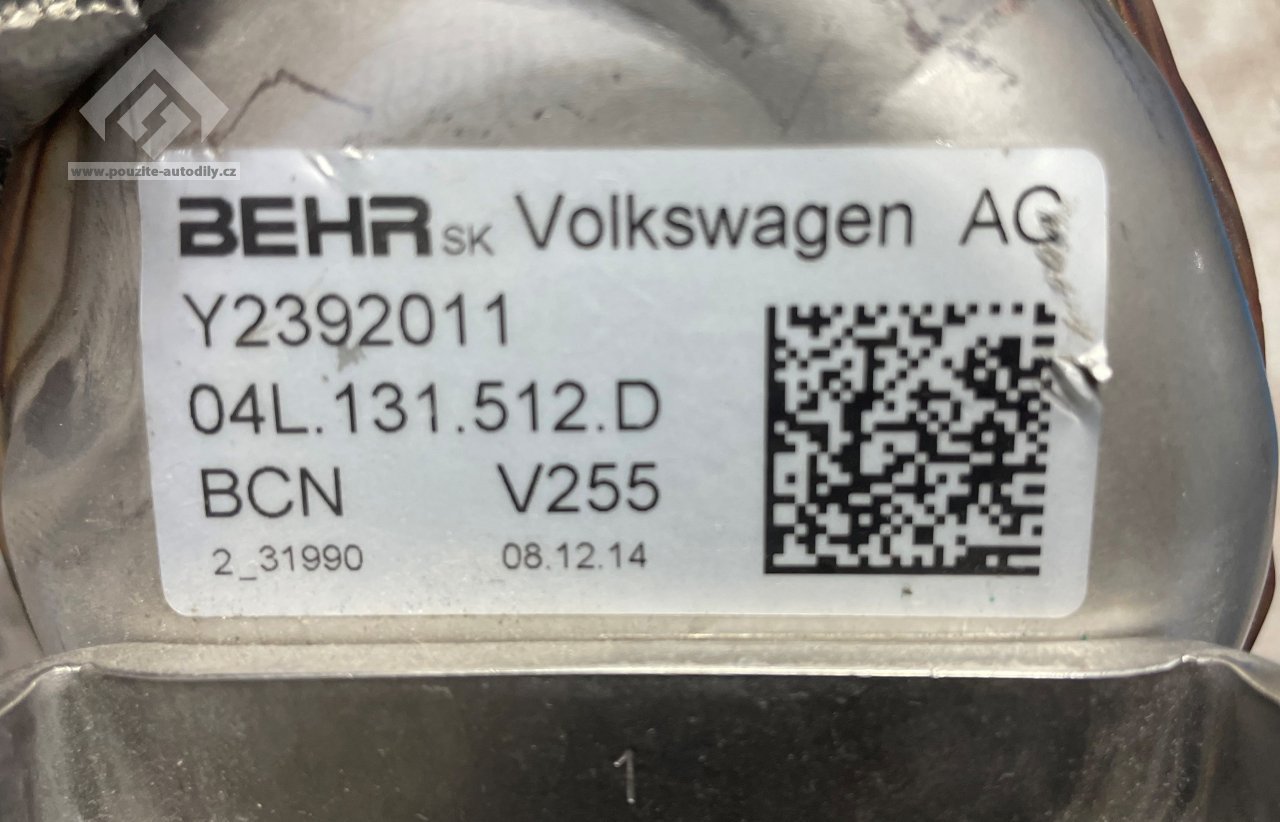 www.pouzite-autodily.cz
BEHR SK Volkswagen AG
Y2392011
04L.131.512.D
BCN V255
2_31990 08.12.14
1